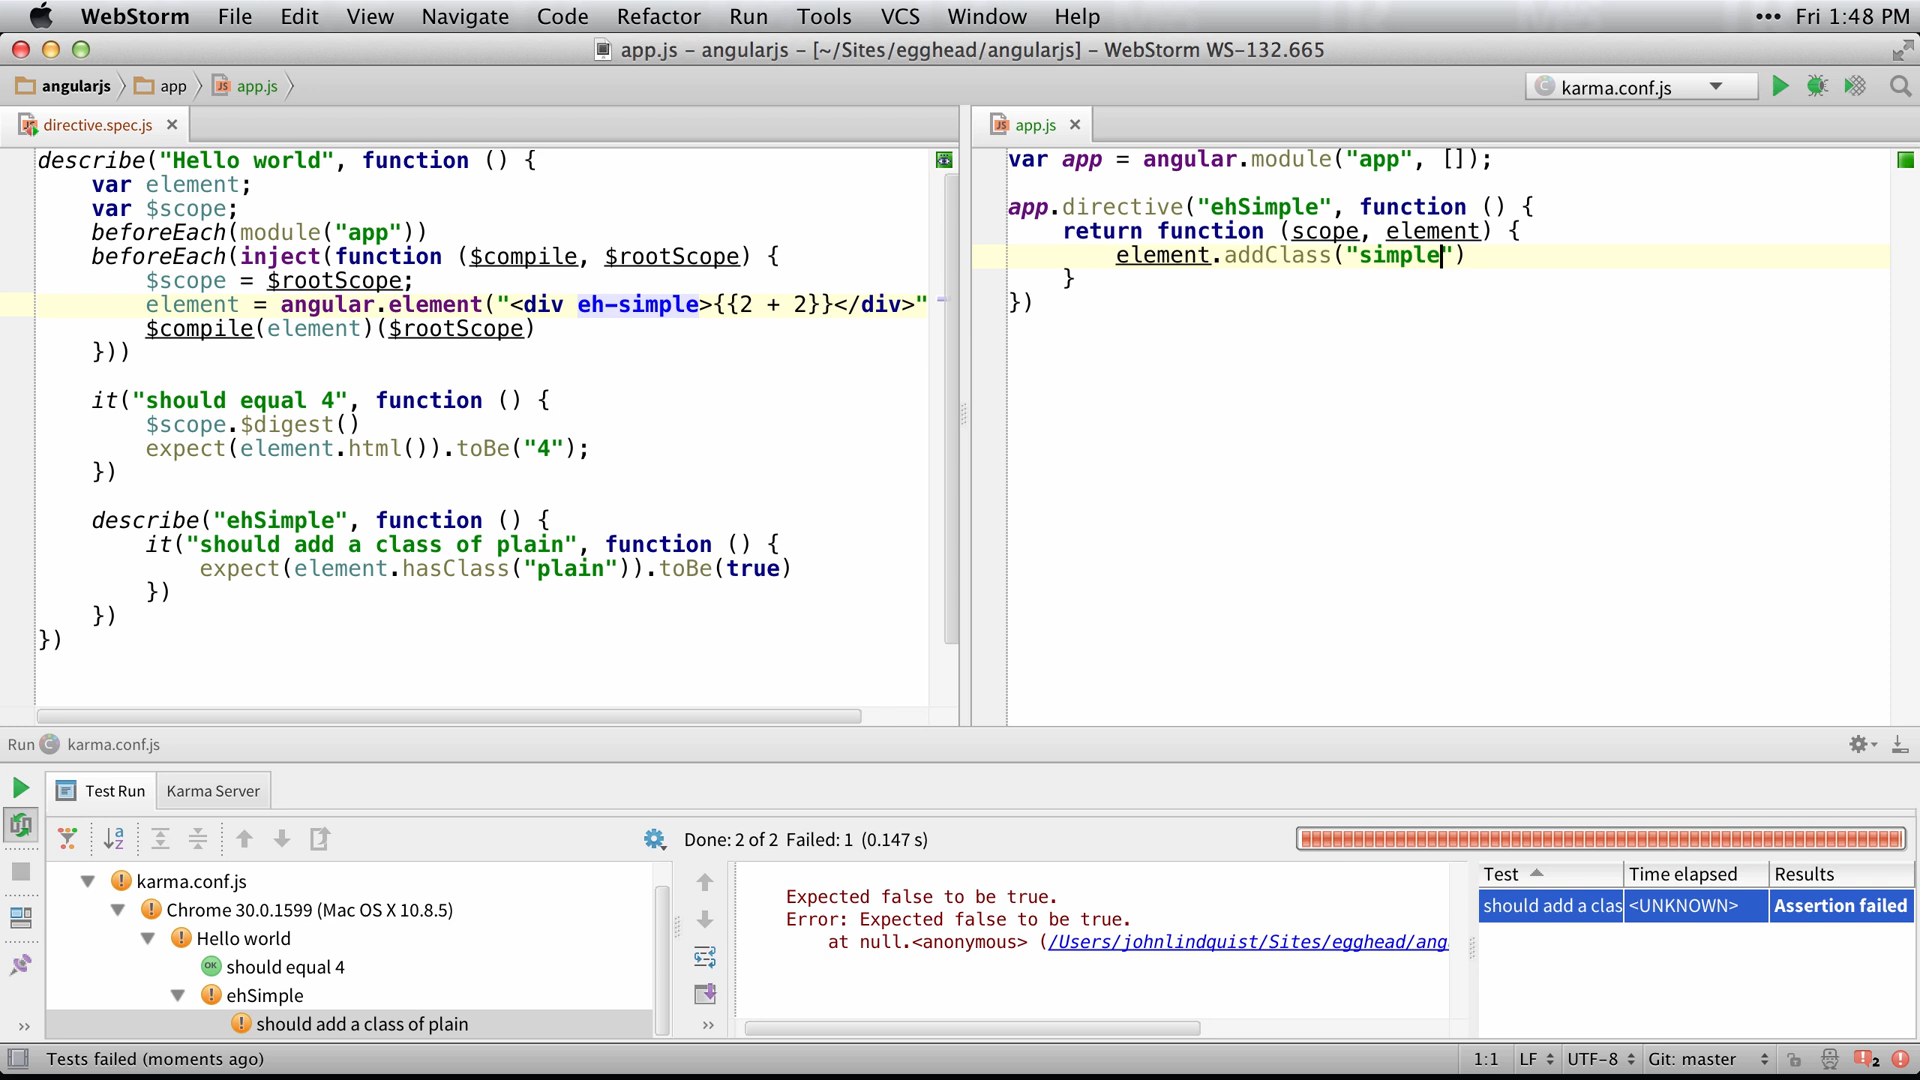 WebStorm File Edit View Navigate Code Refactor Run Tools VCS Window Help ••• Fri 1:48 PM
app.js – angularjs – [~/Sites/egghead/angularjs] – WebStorm WS-132.665
angularjs app app.js karma.conf.js
directive.spec.js
describe("Hello world", function () {
var element;
var $scope;
beforeEach(module("app"))
beforeEach(inject(function ($compile, $rootScope) {
$scope = $rootScope;
element = angular.element("<div eh-simple>{{2 + 2}}</div>"
$compile(element)($rootScope)
}))
it("should equal 4", function () {
$scope.$digest()
expect(element.html()).toBe("4");
})
describe("ehSimple", function () {
it("should add a class of plain", function () {
expect(element.hasClass("plain")).toBe(true)
})
})
})
app.js
var app = angular.module("app", []);
app.directive("ehSimple", function () {
return function (scope, element) {
element.addClass("simple")
}
})
Run karma.conf.js
Test Run Karma Server
Done: 2 of 2 Failed: 1 (0.147 s)
karma.conf.js
Chrome 30.0.1599 (Mac OS X 10.8.5)
Hello world
OK should equal 4
ehSimple
should add a class of plain
Expected false to be true.
Error: Expected false to be true.
at null.<anonymous> (/Users/johnlindquist/Sites/egghead/ang
Test Time elapsed Results
should add a clas <UNKNOWN> Assertion failed
Tests failed (moments ago) 1:1 LF UTF-8 Git: master 2